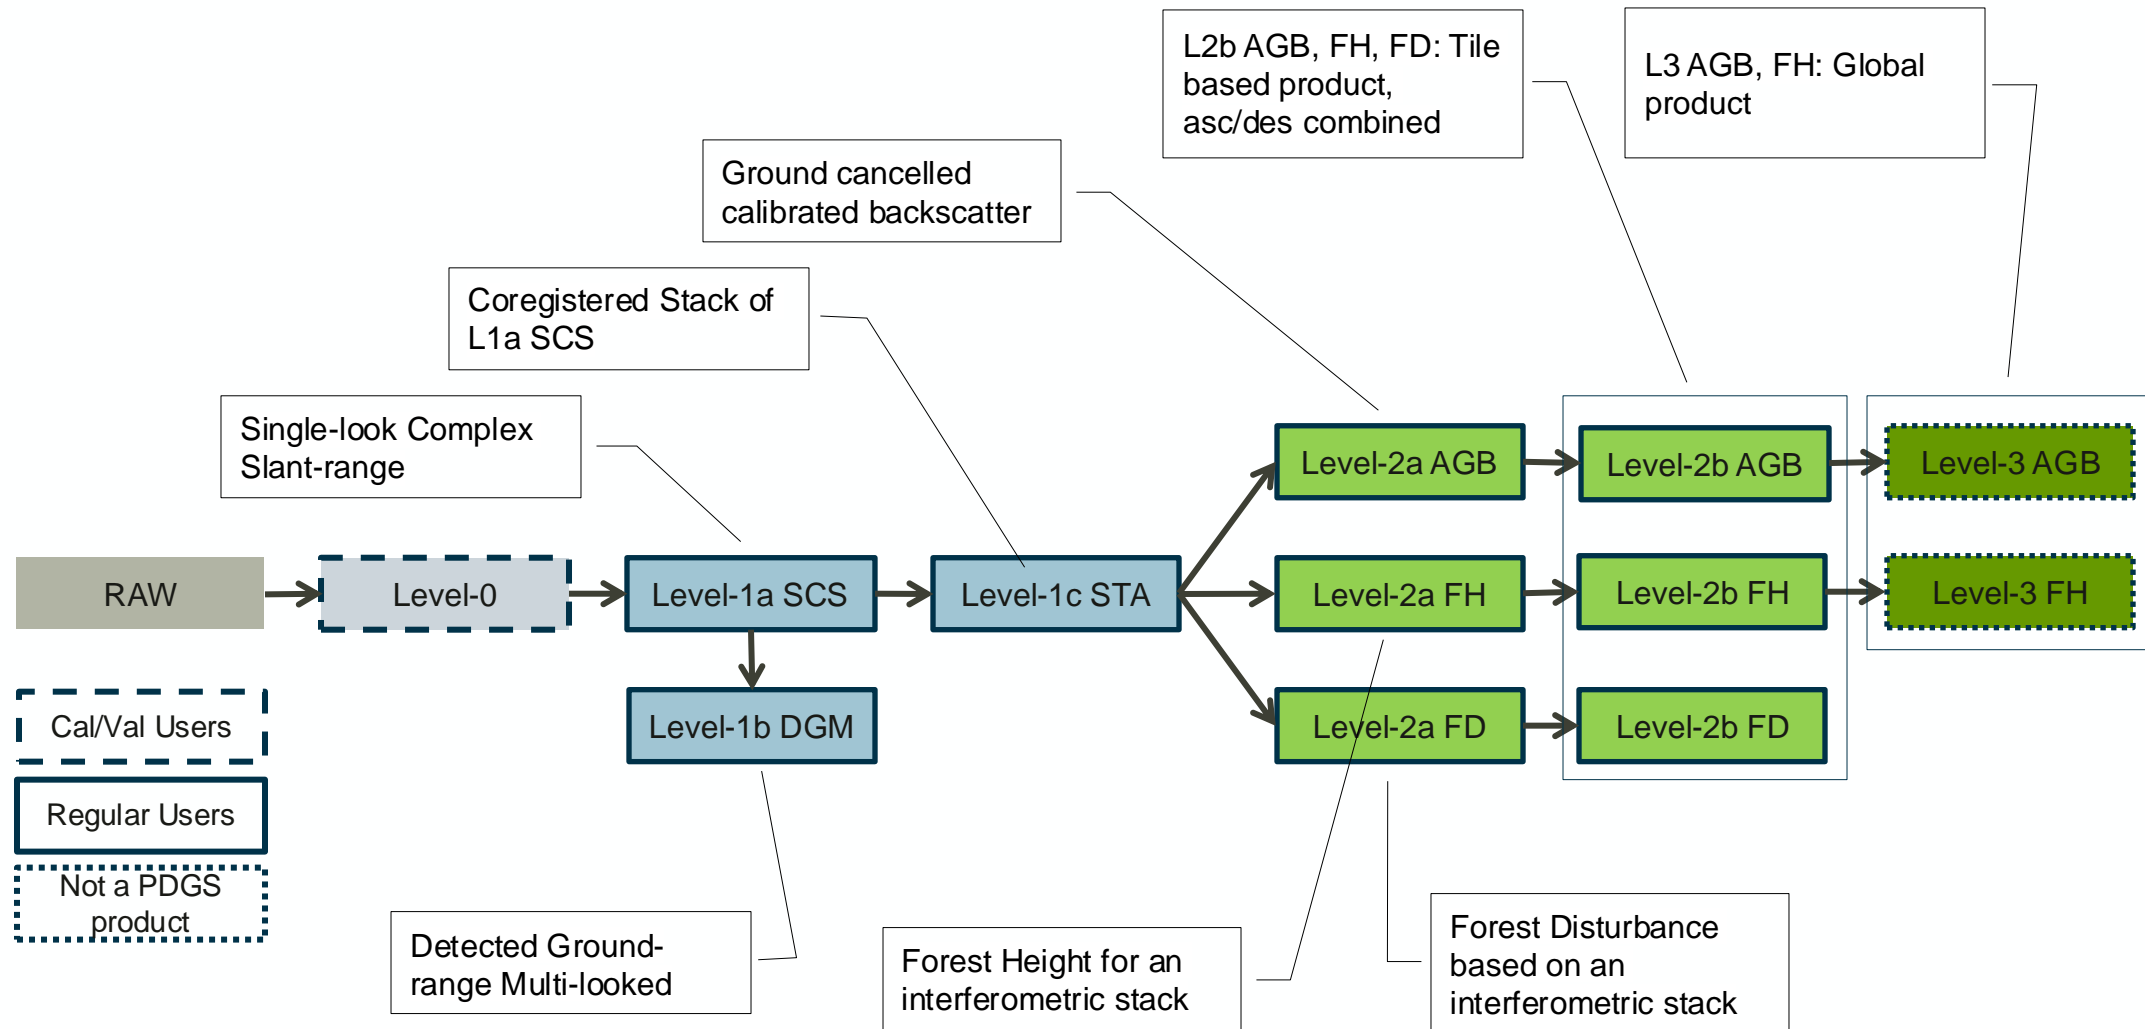 L2b AGB, FH, FD: Tile
based product,
asc/des combined
L3 AGB, FH: Global
product
Ground cancelled
calibrated backscatter
Coregistered Stack of
L1a SCS
Single-look Complex
Slant-range
Level-2a AGB
Level-2b AGB
Level-3 AGB
RAW
Level-0
Level-1a SCS
Level-1c STA
Level-2a FH
Level-2b FH
Level-3 FH
Level-1b DGM
Level-2a FD
Level-2b FD
Cal/Val Users
Regular Users
Not a PDGS
product
Detected Ground-
range Multi-looked
Forest Height for an
interferometric stack
Forest Disturbance
based on an
interferometric stack